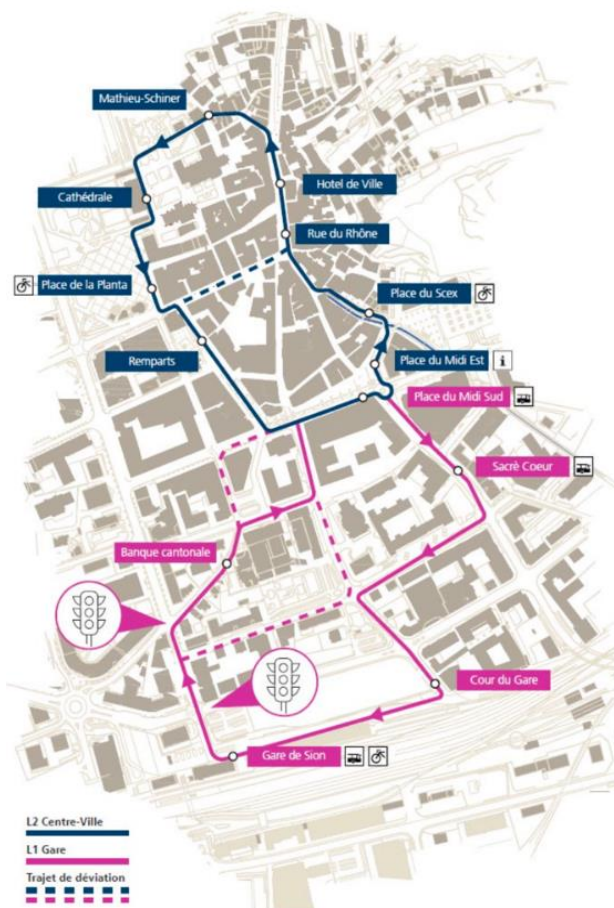 Mathieu-Schiner
Hotel de Ville
Cathédrale
Rue du Rhône
Place de la Planta
Place du Scex
Remparts
Place du Midi Est
i
Place du Midi Sud
Sacrè Coeur
Banque cantonale
Cour du Gare
Gare de Sion
L2 Centre-Ville
L1 Gare
Trajet de déviation